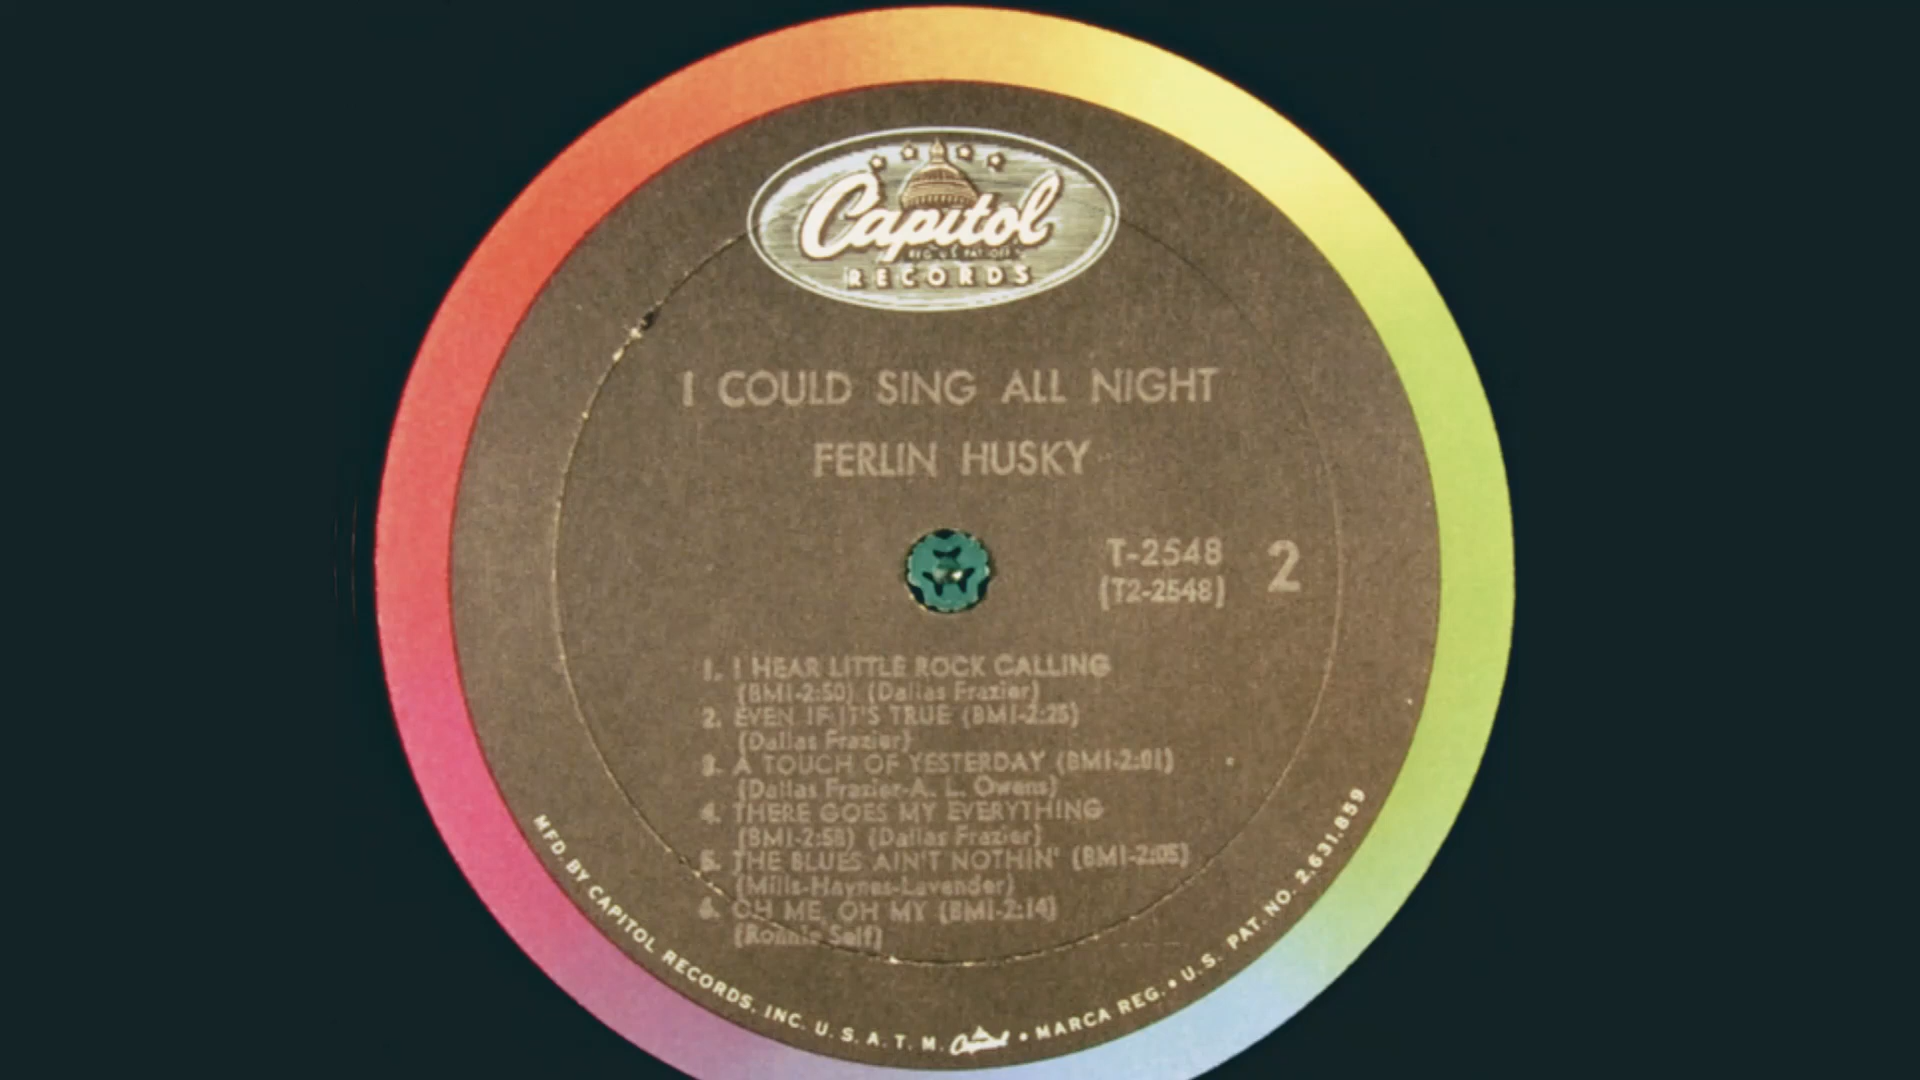 Capitol
REG. U.S. PAT. OFF.
RECORDS
I COULD SING ALL NIGHT
FERLIN HUSKY
T-2548
(T2-2548)
2
1. I HEAR LITTLE ROCK CALLING
(BMI-2:50) (Dallas Frazier)
2. EVEN IF IT'S TRUE (BMI-2:25)
(Dallas Frazier)
3. A TOUCH OF YESTERDAY (BMI-2:01)
(Dallas Frazier-A. L. Owens)
4. THERE GOES MY EVERYTHING
(BMI-2:58) (Dallas Frazier)
5. THE BLUES AIN'T NOTHIN' (BMI-2:05)
(Mills-Haynes-Lavender)
6. OH ME, OH MY (BMI-2:14)
(Ronnie Self)
MFD. BY CAPITOL RECORDS, INC. U. S. A. T. M. Capitol • MARCA REG. • U.S. PAT. NO. 2,631,859